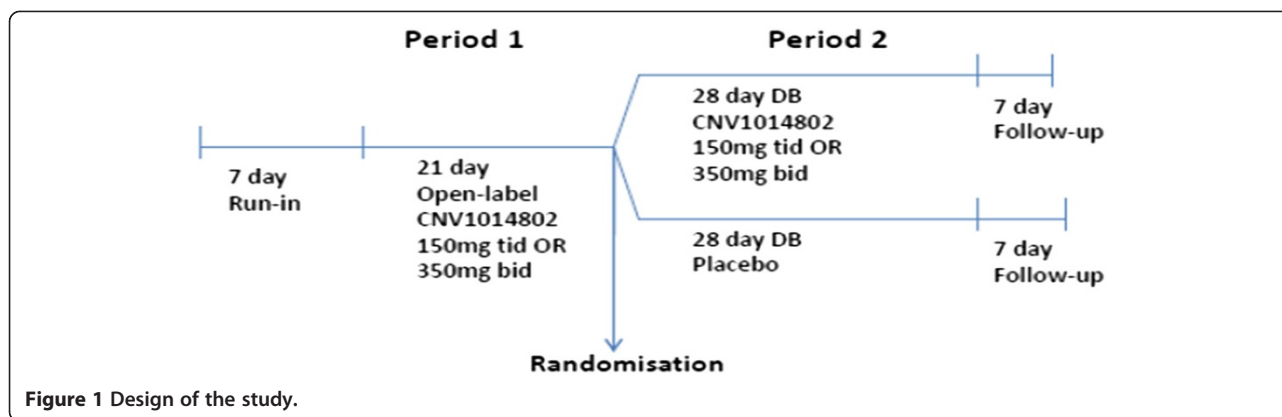 Period 1
Period 2
7 day
Run-in
21 day
Open-label
CNV1014802
150mg tid OR
350mg bid
28 day DB
CNV1014802
150mg tid OR
350mg bid
7 day
Follow-up
28 day DB
Placebo
7 day
Follow-up
Randomisation
Figure 1 Design of the study.